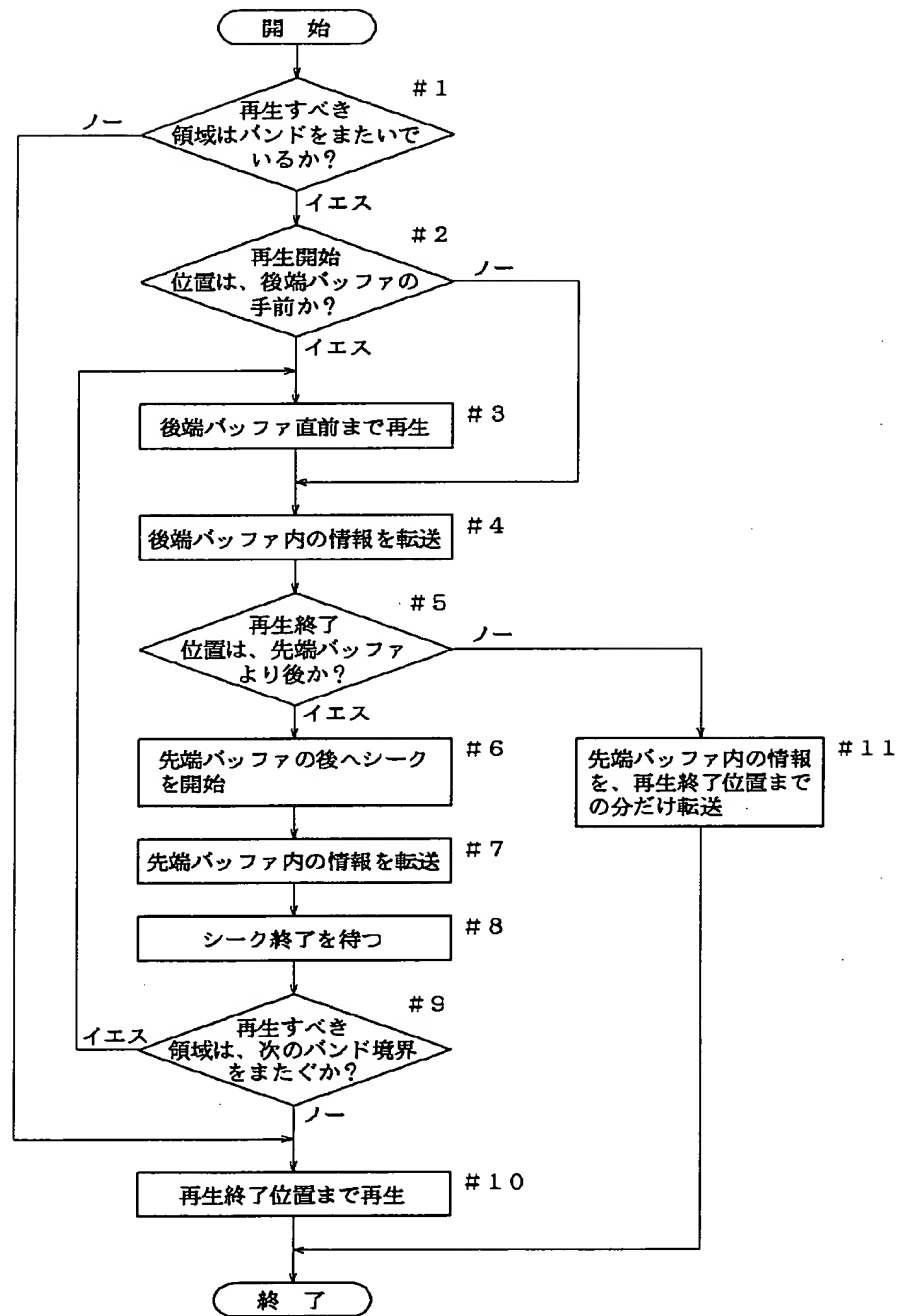 開 始
#1
再生すべき
領域はバンドをまたいで
いるか?
ノー
イエス
#2
再生開始
位置は、後端バッファの
手前か?
ノー
イエス
#3
後端バッファ直前まで再生
#4
後端バッファ内の情報を転送
#5
再生終了
位置は、先端バッファ
より後か?
ノー
イエス
#6
先端バッファの後へシーク
を開始
#11
先端バッファ内の情報
を、再生終了位置まで
の分だけ転送
#7
先端バッファ内の情報を転送
#8
シーク終了を待つ
#9
再生すべき
領域は、次のバンド境界
をまたぐか?
イエス
ノー
#10
再生終了位置まで再生
終 了